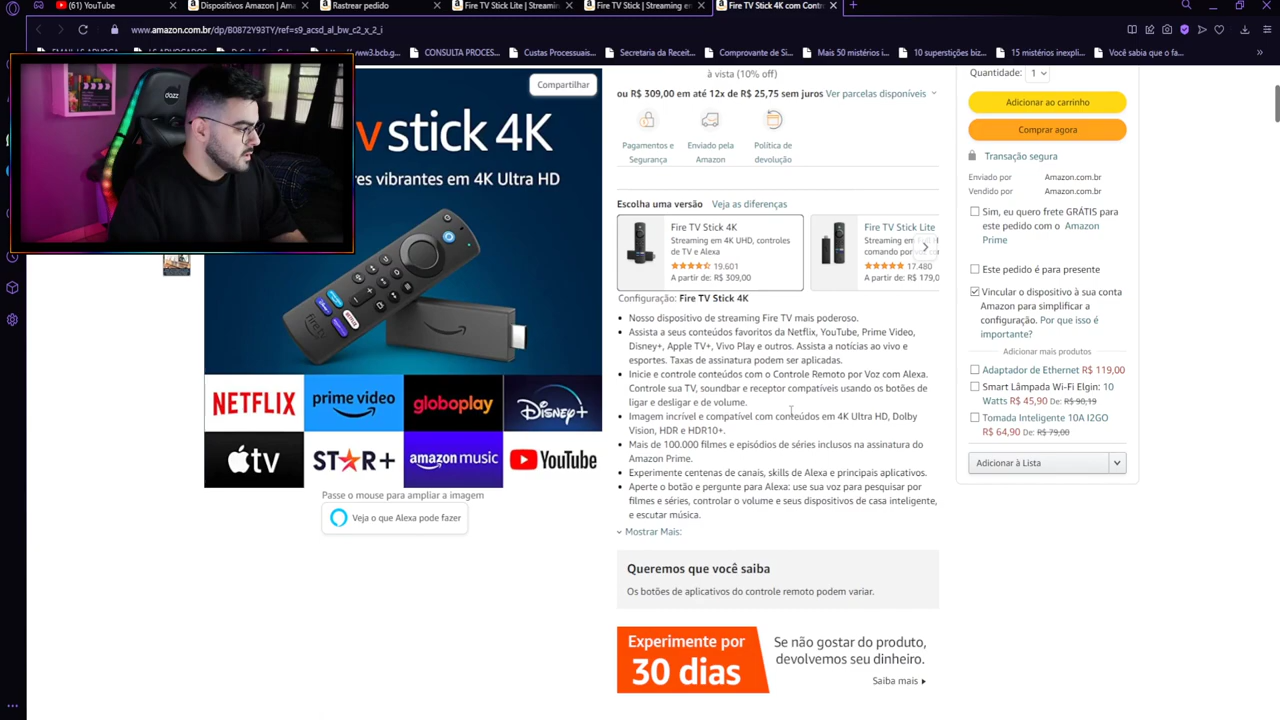 (61) YouTube
Dispositivos Amazon | Ama
Rastrear pedido
Fire TV Stick Lite | Streamin
Fire TV Stick | Streaming em
Fire TV Stick 4K com Contr
www.amazon.com.br/dp/B0872Y93TY/ref=s9_acsd_al_bw_c2_x_2_i
CONSULTA PROCES...
Custas Processuais...
Secretaria da Receit...
Comprovante de Si...
Mais 50 mistérios i...
10 superstições biz...
15 mistérios inexpli...
Você sabia que o fa...
dazz
Compartilhar
v stick 4K
res vibrantes em 4K Ultra HD
NETFLIX
prime video
globoplay
Disney+
tv
STAR+
amazon music
YouTube
Passe o mouse para ampliar a imagem
Veja o que Alexa pode fazer
à vista (10% off)
ou R$ 309,00 em até 12x de R$ 25,75 sem juros Ver parcelas disponíveis
Pagamentos e
Segurança
Enviado pela
Amazon
Política de
devolução
Escolha uma versão Veja as diferenças
Fire TV Stick 4K
Streaming em 4K UHD, controles
de TV e Alexa
19.601
A partir de: R$ 309,00
Fire TV Stick Lite
Streaming em F
comando por vo
17.480
A partir de: R$ 179,0
Configuração: Fire TV Stick 4K
Nosso dispositivo de streaming Fire TV mais poderoso.
Assista a seus conteúdos favoritos da Netflix, YouTube, Prime Video,
Disney+, Apple TV+, Vivo Play e outros. Assista a notícias ao vivo e
esportes. Taxas de assinatura podem ser aplicadas.
Inicie e controle conteúdos com o Controle Remoto por Voz com Alexa.
Controle sua TV, soundbar e receptor compatíveis usando os botões de
ligar e desligar e de volume.
Imagem incrível e compatível com conteúdos em 4K Ultra HD, Dolby
Vision, HDR e HDR10+.
Mais de 100.000 filmes e episódios de séries inclusos na assinatura do
Amazon Prime.
Experimente centenas de canais, skills de Alexa e principais aplicativos.
Aperte o botão e pergunte para Alexa: use sua voz para pesquisar por
filmes e séries, controlar o volume e seus dispositivos de casa inteligente,
e escutar música.
Mostrar Mais:
Queremos que você saiba
Os botões de aplicativos do controle remoto podem variar.
Experimente por
30 dias
Se não gostar do produto,
devolvemos seu dinheiro.
Saiba mais
Quantidade: 1
Adicionar ao carrinho
Comprar agora
Transação segura
Enviado por Amazon.com.br
Vendido por Amazon.com.br
Sim, eu quero frete GRÁTIS para
este pedido com o Amazon
Prime
Este pedido é para presente
Vincular o dispositivo à sua conta
Amazon para simplificar a
configuração. Por que isso é
importante?
Adicionar mais produtos
Adaptador de Ethernet R$ 119,00
Smart Lâmpada Wi-Fi Elgin: 10
Watts R$ 45,90 R$ 90,19
Tomada Inteligente 10A I2GO
R$ 64,90 R$ 79,00
Adicionar à Lista